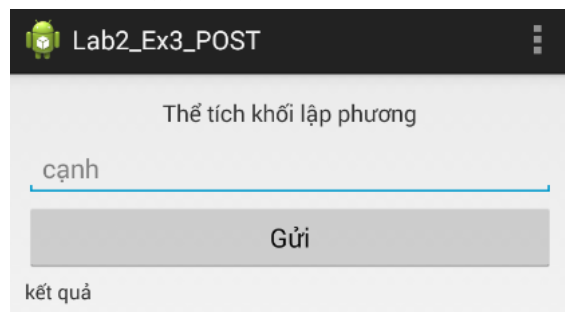 Lab2_Ex3_POST
Thể tích khối lập phương
cạnh
Gửi
kết quả